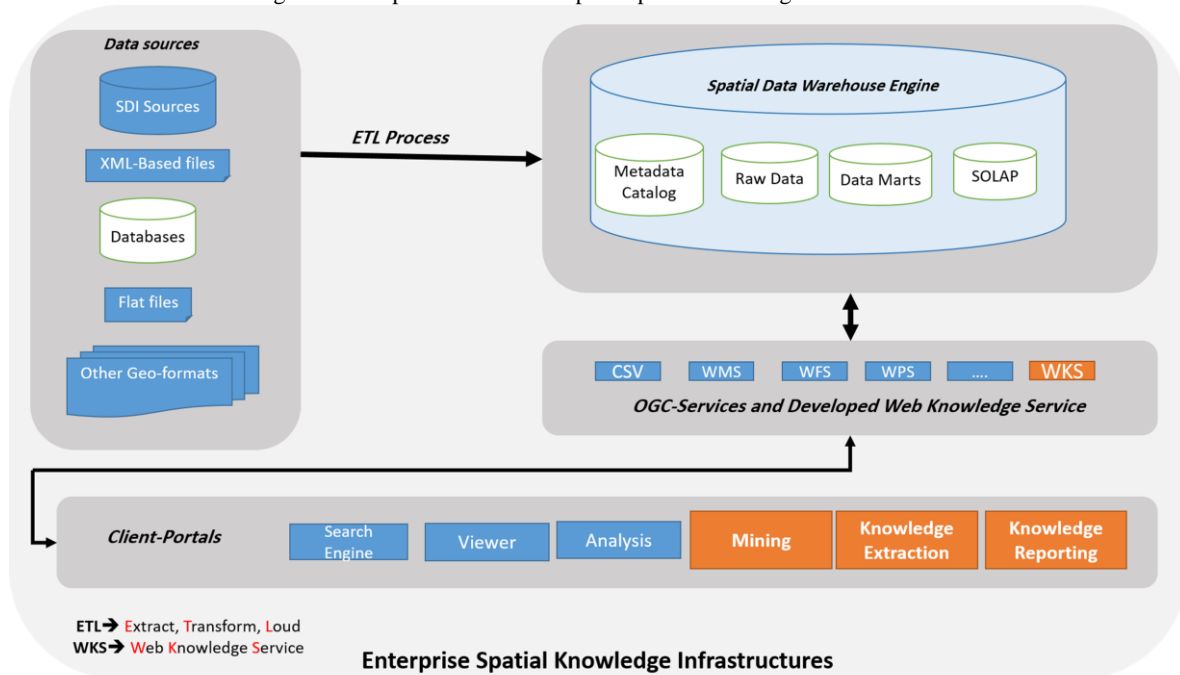 Data sources
SDI Sources
XML-Based files
Databases
Flat files
Other Geo-formats
ETL Process
Spatial Data Warehouse Engine
Metadata
Catalog
Raw Data
Data Marts
SOLAP
CSV
WMS
WFS
WPS
....
WKS
OGC-Services and Developed Web Knowledge Service
Client-Portals
Search
Engine
Viewer
Analysis
Mining
Knowledge
Extraction
Knowledge
Reporting
ETL➔ Extract, Transform, Loud
WKS➔ Web Knowledge Service
Enterprise Spatial Knowledge Infrastructures